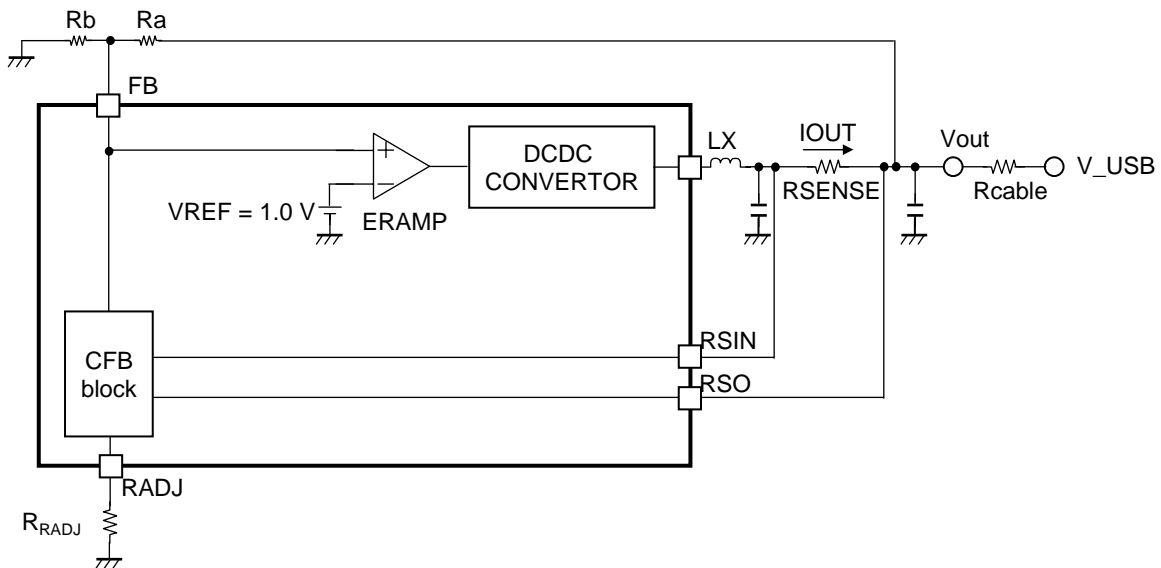 Rb
Ra
FB
+
−
VREF = 1.0 V
ERAMP
DCDC
CONVERTOR
LX
IOUT
RSENSE
Vout
Rcable
V_USB
CFB
block
RSIN
RSO
RADJ
RRADJ